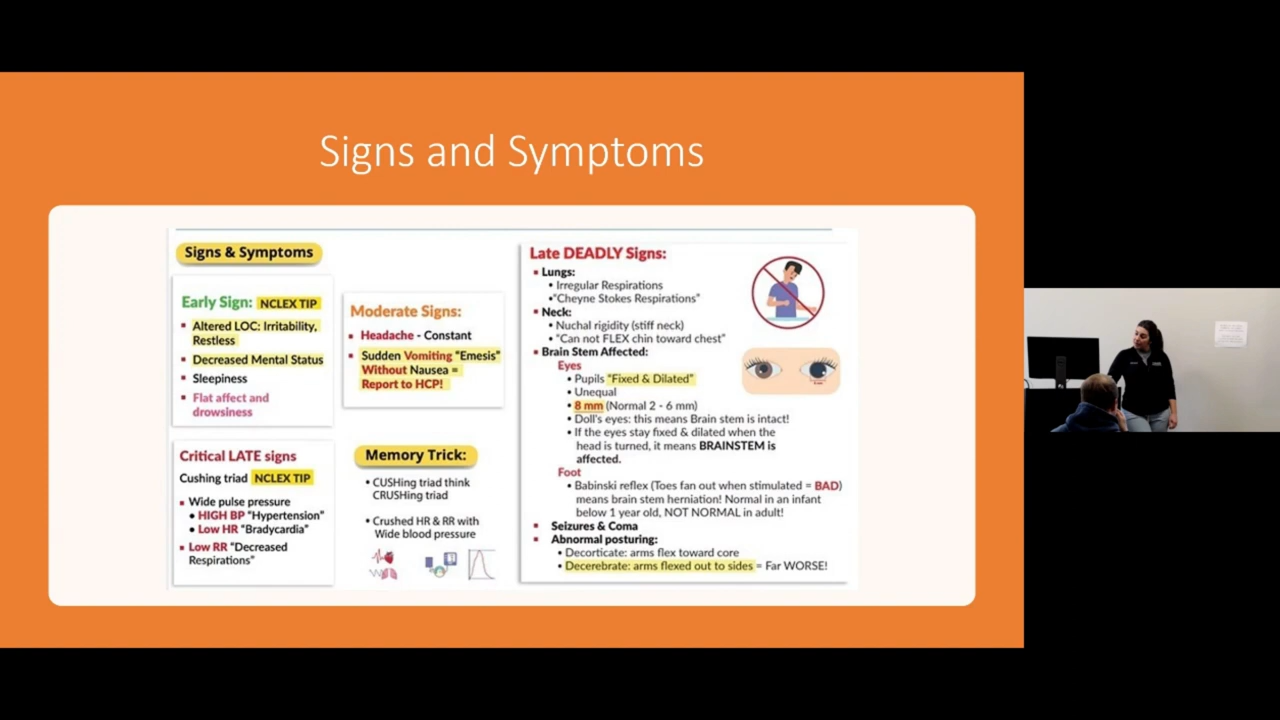 Signs and Symptoms
Signs & Symptoms
Early Sign: NCLEX TIP
Altered LOC: Irritability,
Restless
Decreased Mental Status
Sleepiness
Flat affect and
drowsiness
Moderate Signs:
Headache - Constant
Sudden Vomiting "Emesis"
Without Nausea =
Report to HCP!
Critical LATE signs
Cushing triad NCLEX TIP
Wide pulse pressure
HIGH BP "Hypertension"
Low HR "Bradycardia"
Low RR "Decreased
Respirations"
Memory Trick:
CUSHing triad think
CRUSHing triad
Crushed HR & RR with
Wide blood pressure
Late DEADLY Signs:
Lungs:
Irregular Respirations
"Cheyne Stokes Respirations"
Neck:
Nuchal rigidity (stiff neck)
"Can not FLEX chin toward chest"
Brain Stem Affected:
Eyes
Pupils "Fixed & Dilated"
Unequal
8 mm (Normal 2 - 6 mm)
Doll's eyes: this means Brain stem is intact!
If the eyes stay fixed & dilated when the
head is turned, it means BRAINSTEM is
affected.
Foot
Babinski reflex (Toes fan out when stimulated = BAD)
means brain stem herniation! Normal in an infant
below 1 year old, NOT NORMAL in adult!
Seizures & Coma
Abnormal posturing:
Decorticate: arms flex toward core
Decerebrate: arms flexed out to sides = Far WORSE!